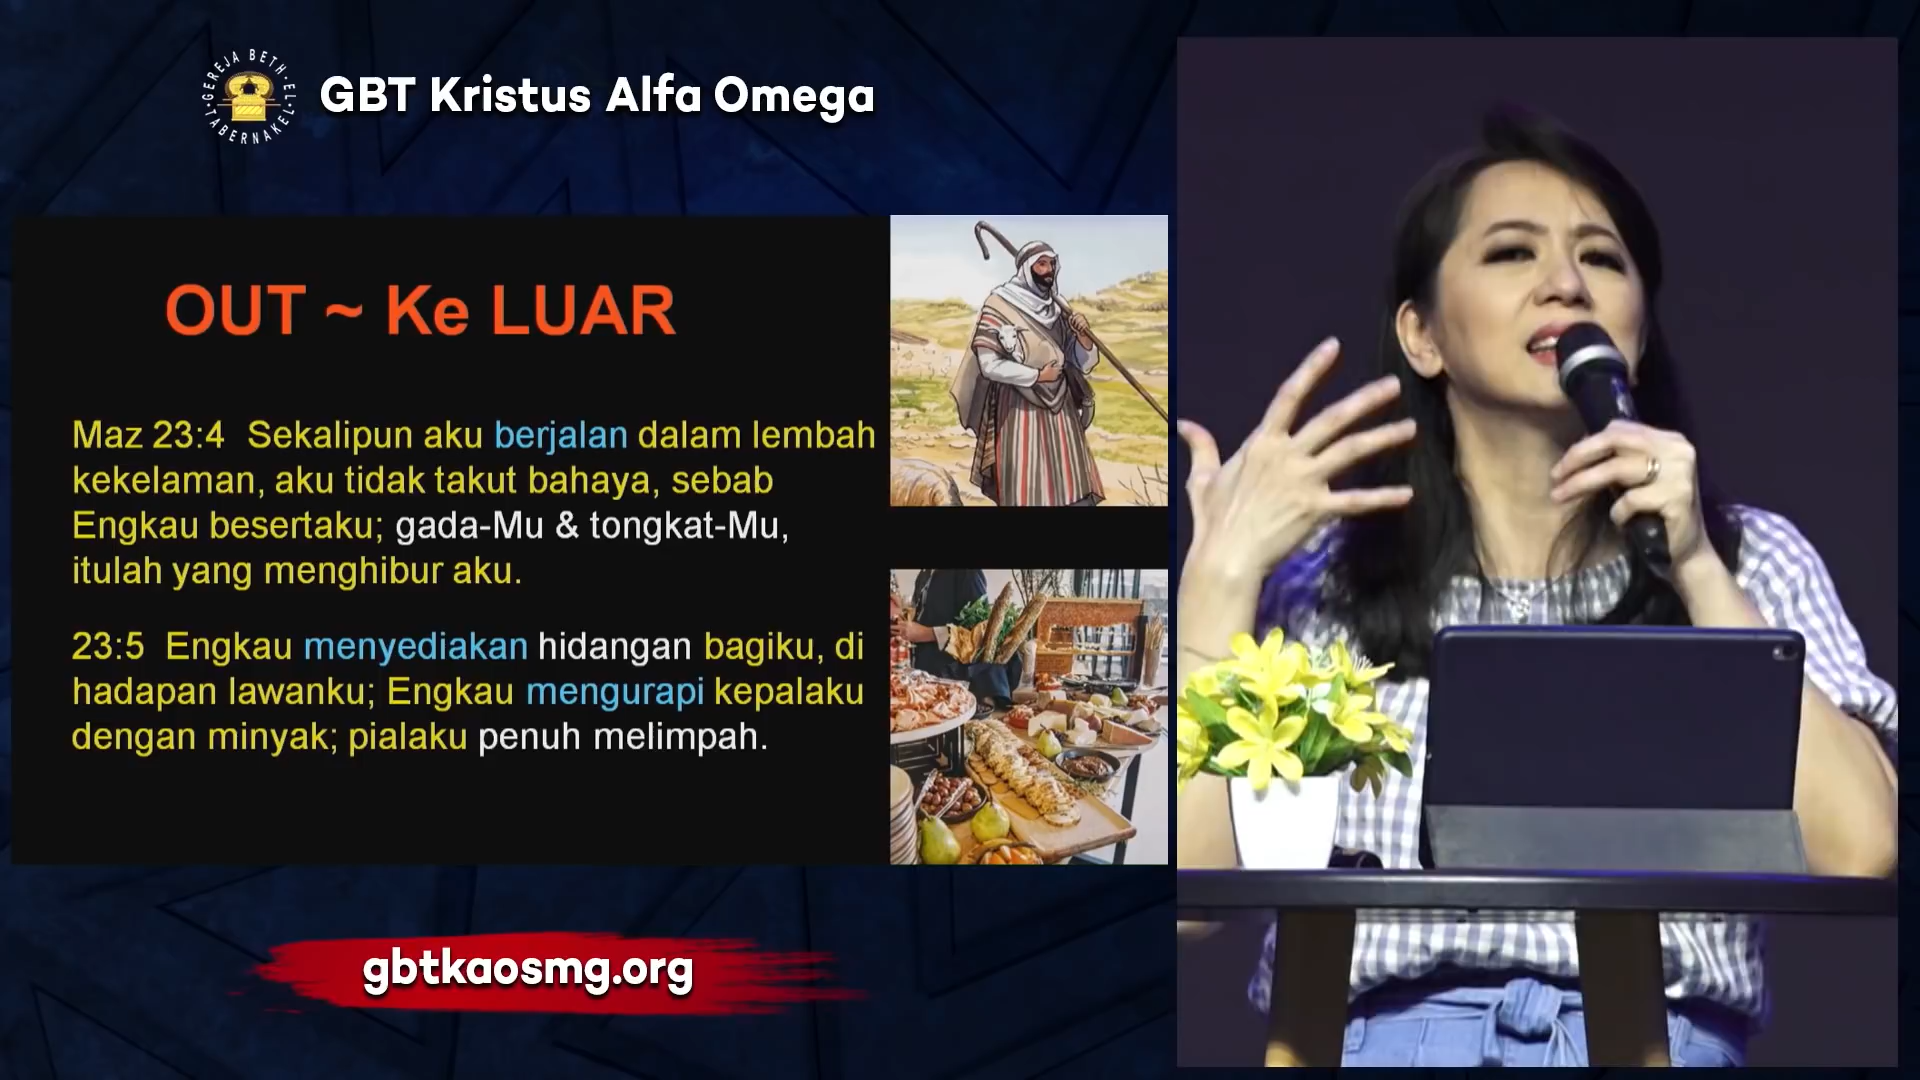 GEREJA BETH-EL TABERNAKEL
GBT Kristus Alfa Omega
OUT ~ Ke LUAR
Maz 23:4 Sekalipun aku berjalan dalam lembah
kekelaman, aku tidak takut bahaya, sebab
Engkau besertaku; gada-Mu & tongkat-Mu,
itulah yang menghibur aku.
23:5 Engkau menyediakan hidangan bagiku, di
hadapan lawanku; Engkau mengurapi kepalaku
dengan minyak; pialaku penuh melimpah.
gbtkaosmg.org